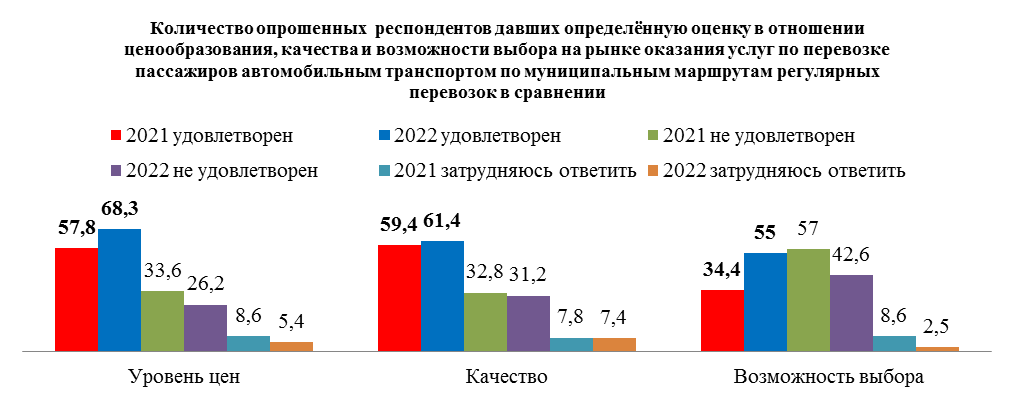 Количество опрошенных респондентов давших определённую оценку в отношении
ценообразования, качества и возможности выбора на рынке оказания услуг по перевозке
пассажиров автомобильным транспортом по муниципальным маршрутам регулярных
перевозок в сравнении
2021 удовлетворен 2022 удовлетворен 2021 не удовлетворен
2022 не удовлетворен 2021 затрудняюсь ответить 2022 затрудняюсь ответить
57,8 68,3 33,6 26,2 8,6 5,4
59,4 61,4 32,8 31,2 7,8 7,4
34,4 55 57 42,6 8,6 2,5
Уровень цен Качество Возможность выбора